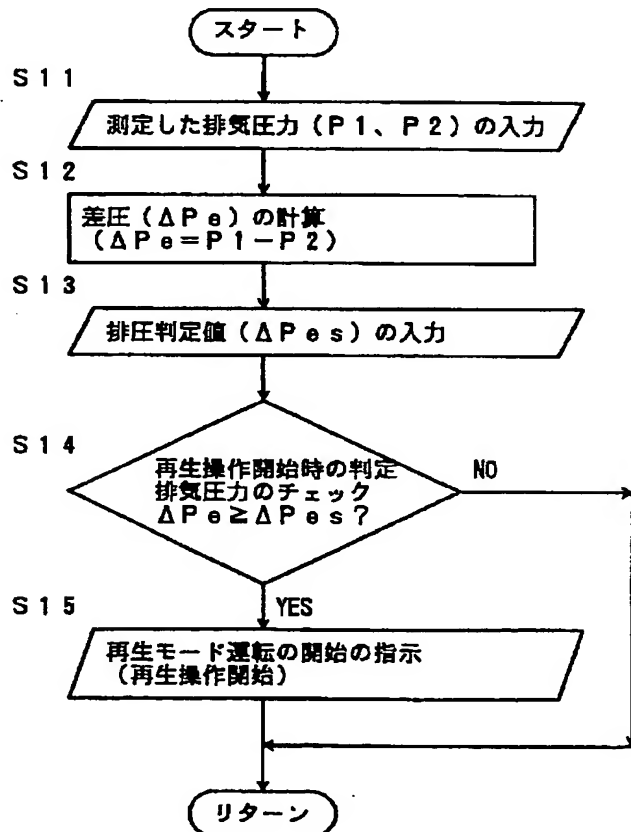 スタート
S11
測定した排気圧力（P1、P2）の入力
S12
差圧（ΔPe）の計算
（ΔPe＝P1－P2）
S13
排圧判定値（ΔPes）の入力
S14
再生操作開始時の判定
排気圧力のチェック
ΔPe≧ΔPes？
NO
S15
YES
再生モード運転の開始の指示
（再生操作開始）
リターン